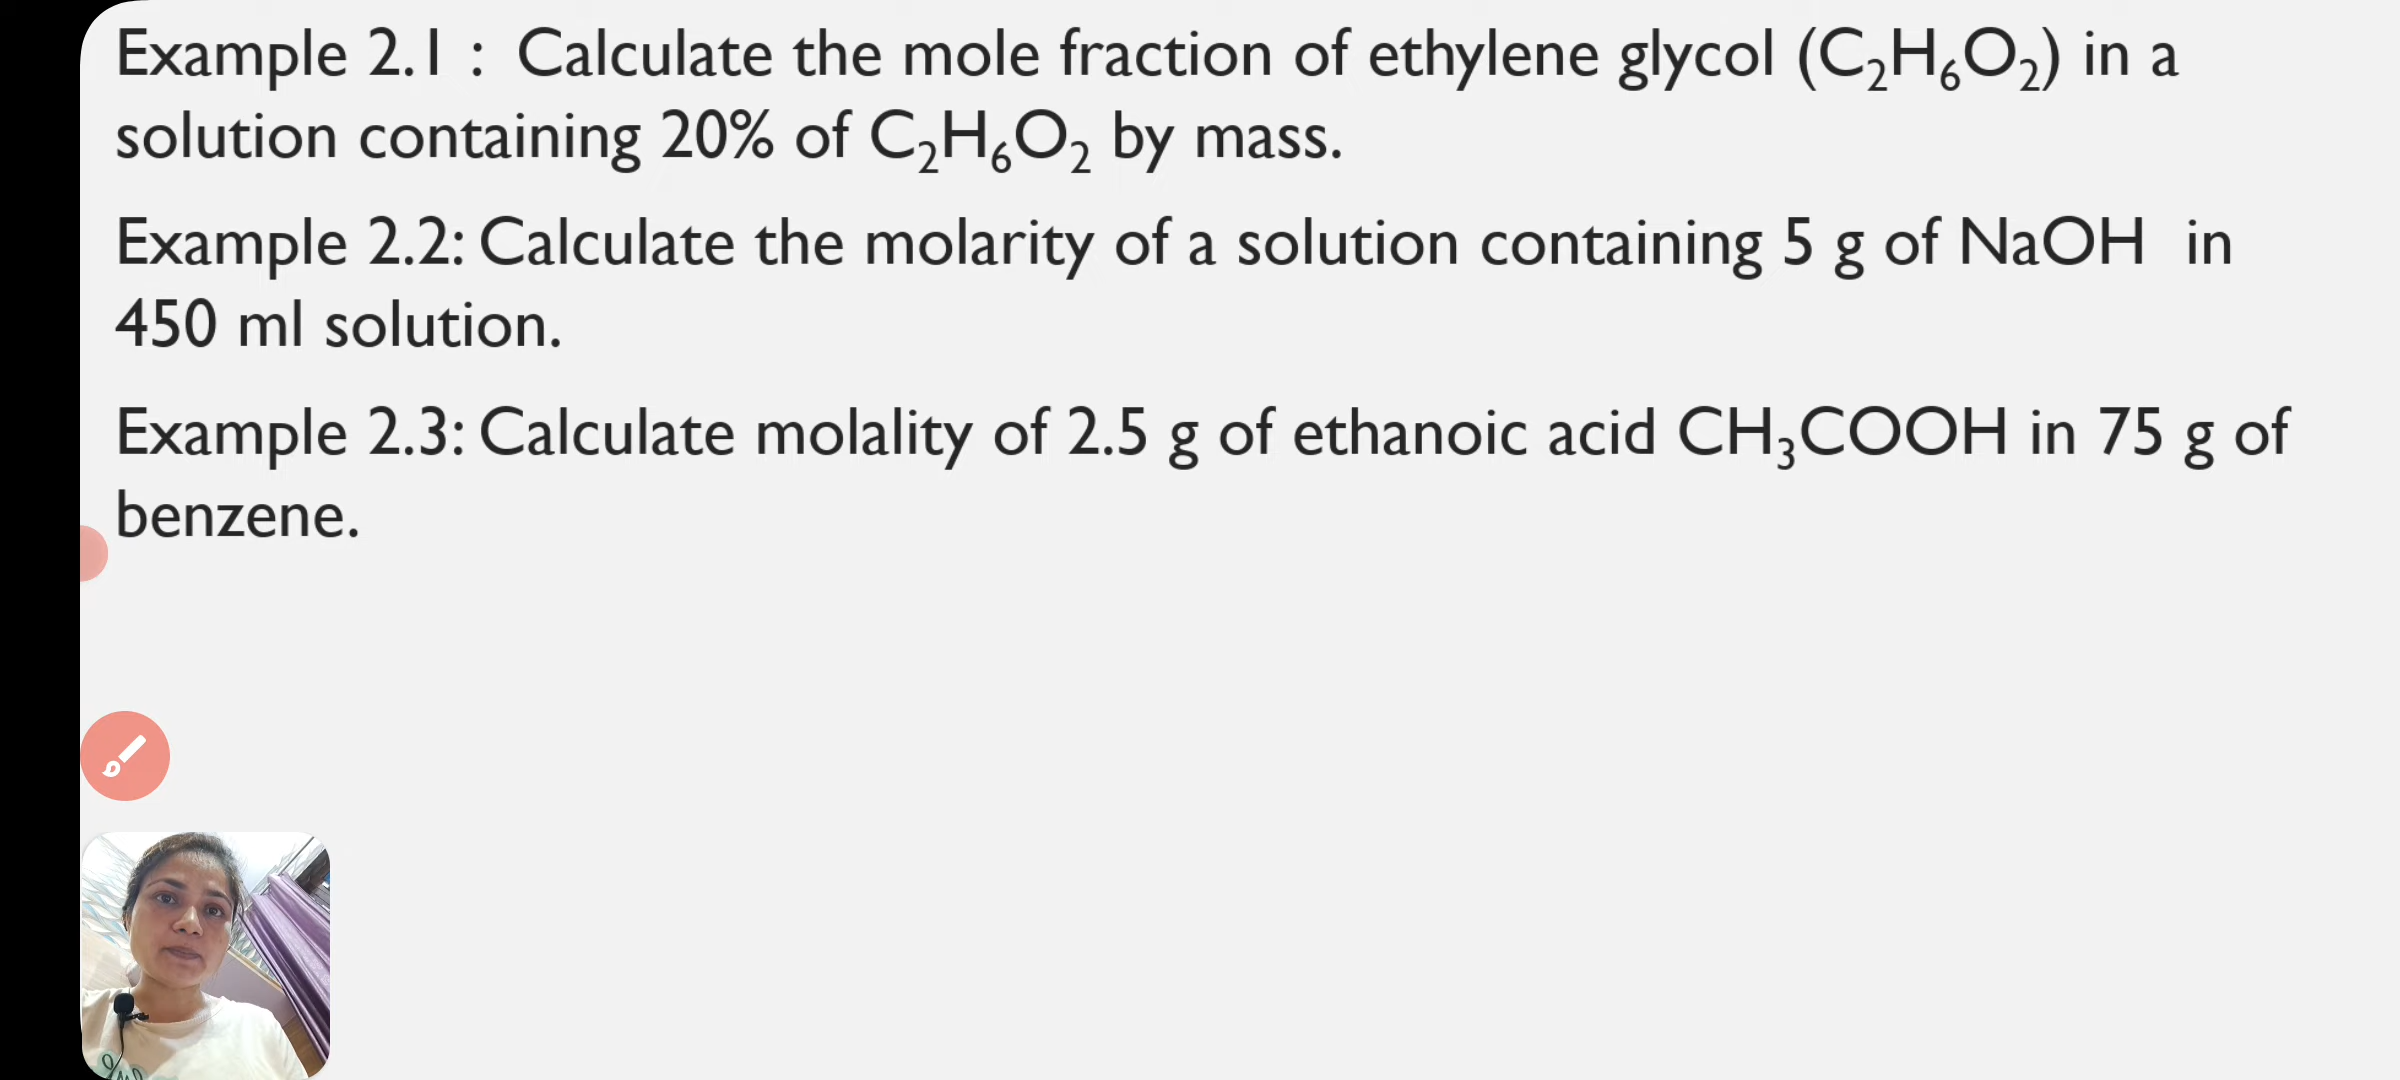 Example 2.1 : Calculate the mole fraction of ethylene glycol (C₂H₆O₂) in a
solution containing 20% of C₂H₆O₂ by mass.
Example 2.2: Calculate the molarity of a solution containing 5 g of NaOH in
450 ml solution.
Example 2.3: Calculate molality of 2.5 g of ethanoic acid CH₃COOH in 75 g of
benzene.